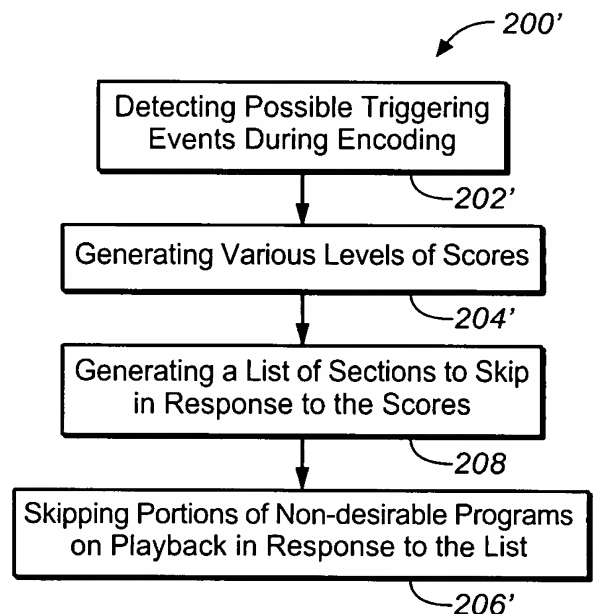 200'
Detecting Possible Triggering
Events During Encoding
202'
Generating Various Levels of Scores
204'
Generating a List of Sections to Skip
in Response to the Scores
208
Skipping Portions of Non-desirable Programs
on Playback in Response to the List
206'